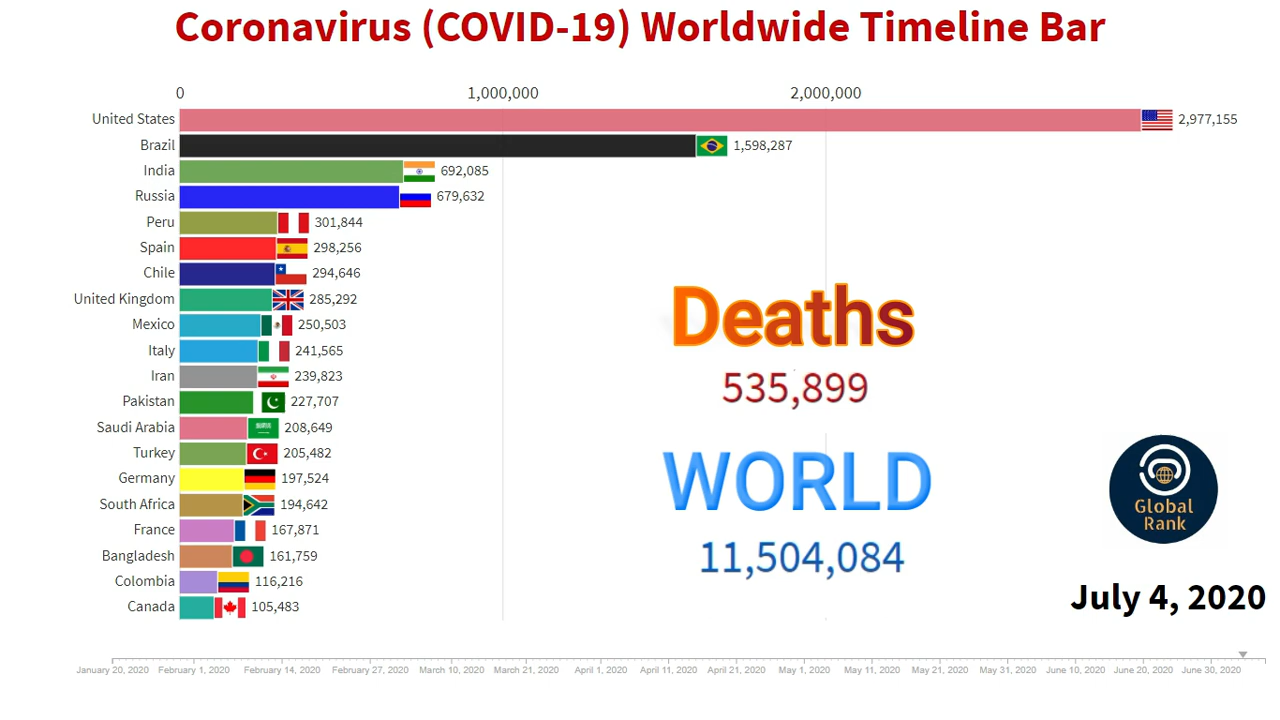 Coronavirus (COVID-19) Worldwide Timeline Bar
0 1,000,000 2,000,000
United States 2,977,155
Brazil 1,598,287
India 692,085
Russia 679,632
Peru 301,844
Spain 298,256
Chile 294,646
United Kingdom 285,292
Mexico 250,503
Italy 241,565
Iran 239,823
Pakistan 227,707
Saudi Arabia 208,649
Turkey 205,482
Germany 197,524
South Africa 194,642
France 167,871
Bangladesh 161,759
Colombia 116,216
Canada 105,483
Deaths
535,899
WORLD
11,504,084
Global
Rank
July 4, 2020
January 20, 2020 February 1, 2020 February 14, 2020 February 27, 2020 March 10, 2020 March 21, 2020 April 1, 2020 April 11, 2020 April 21, 2020 May 1, 2020 May 11, 2020 May 21, 2020 May 31, 2020 June 10, 2020 June 20, 2020 June 30, 2020